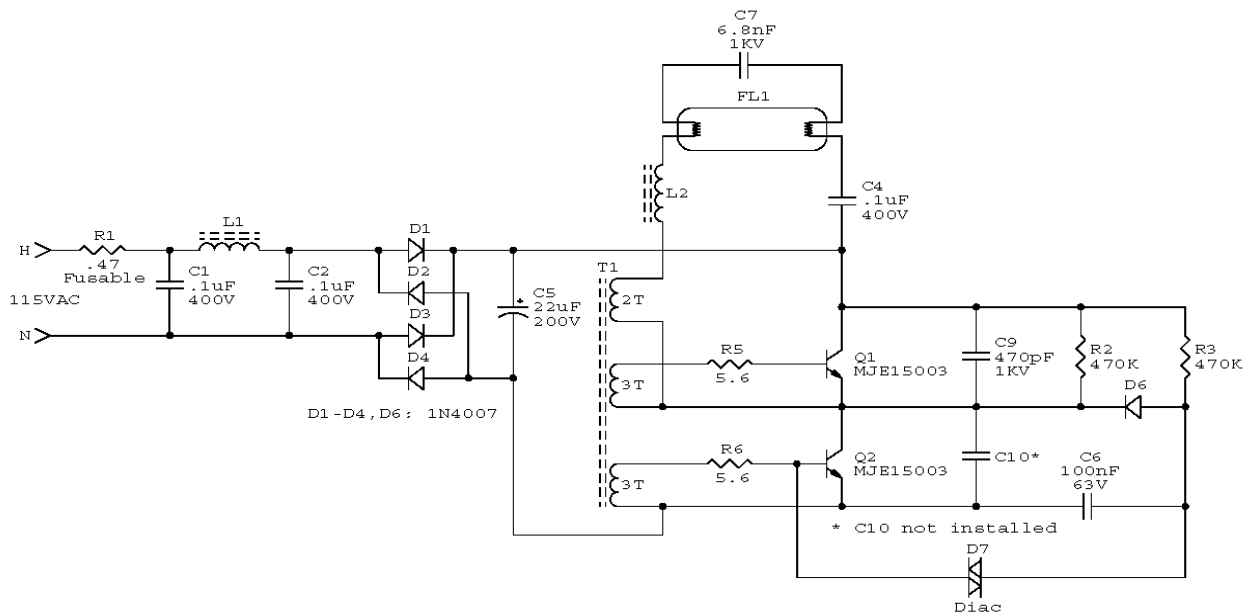 C7
6.8nF
1KV
FL1
L2
C4
.1uF
400V
H
R1
.47
Fusable
L1
C1
.1uF
400V
C2
.1uF
400V
115VAC
N
D1
D2
D3
D4
+
C5
22uF
200V
D1-D4,D6: 1N4007
T1
2T
3T
3T
R5
5.6
R6
5.6
Q1
MJE15003
Q2
MJE15003
C9
470pF
1KV
R2
470K
R3
470K
D6
C10*
C6
100nF
63V
* C10 not installed
D7
Diac